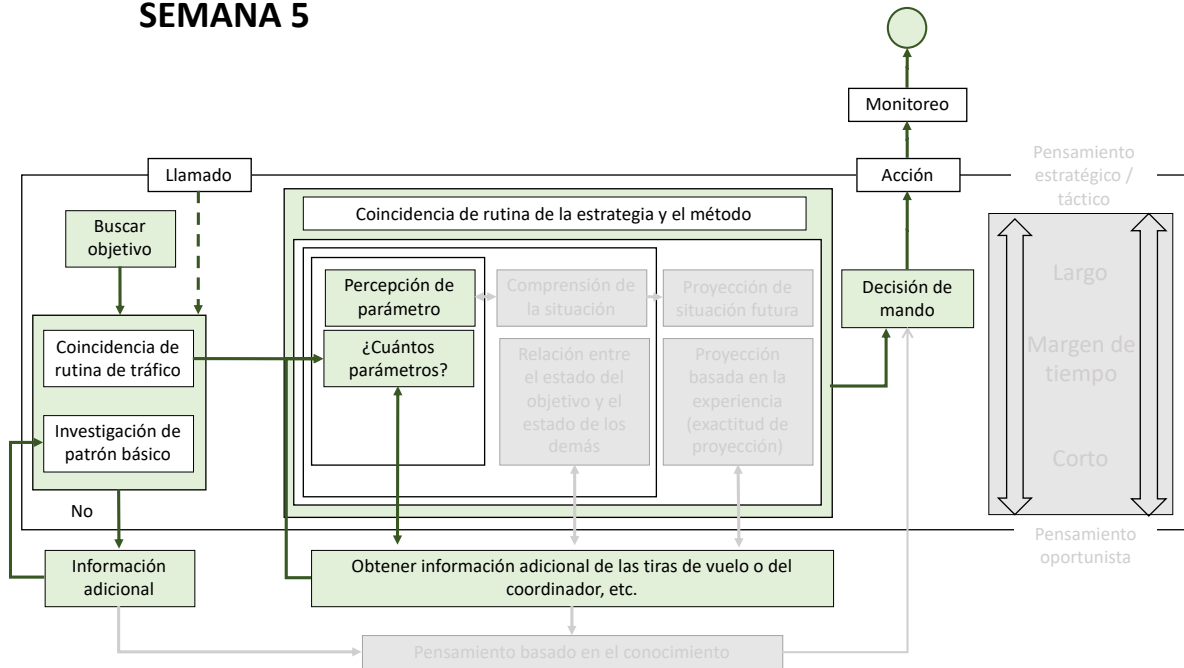 SEMANA 5
Monitoreo
Llamado
Acción
Pensamiento
estratégico /
táctico
Buscar
objetivo
Coincidencia de rutina de la estrategia y el método
Percepción de
parámetro
Comprensión de
la situación
Proyección de
situación futura
Decisión de
mando
Largo
Coincidencia de
rutina de tráfico
¿Cuántos
parámetros?
Relación entre
el estado del
objetivo y el
estado de los
demás
Proyección
basada en la
experiencia
(exactitud de
proyección)
Margen de
tiempo
Investigación de
patrón básico
Corto
No
Pensamiento
oportunista
Información
adicional
Obtener información adicional de las tiras de vuelo o del
coordinador, etc.
Pensamiento basado en el conocimiento